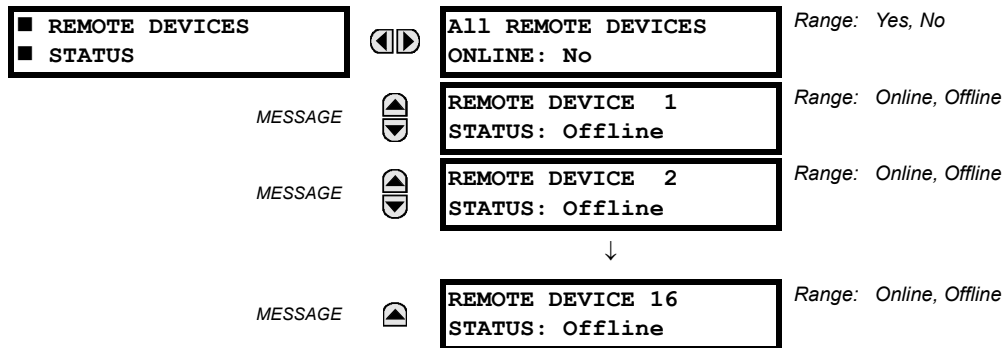 ■ REMOTE DEVICES
■ STATUS
All REMOTE DEVICES
ONLINE: No
Range: Yes, No
MESSAGE
REMOTE DEVICE 1
STATUS: Offline
Range: Online, Offline
MESSAGE
REMOTE DEVICE 2
STATUS: Offline
Range: Online, Offline
↓
MESSAGE
REMOTE DEVICE 16
STATUS: Offline
Range: Online, Offline